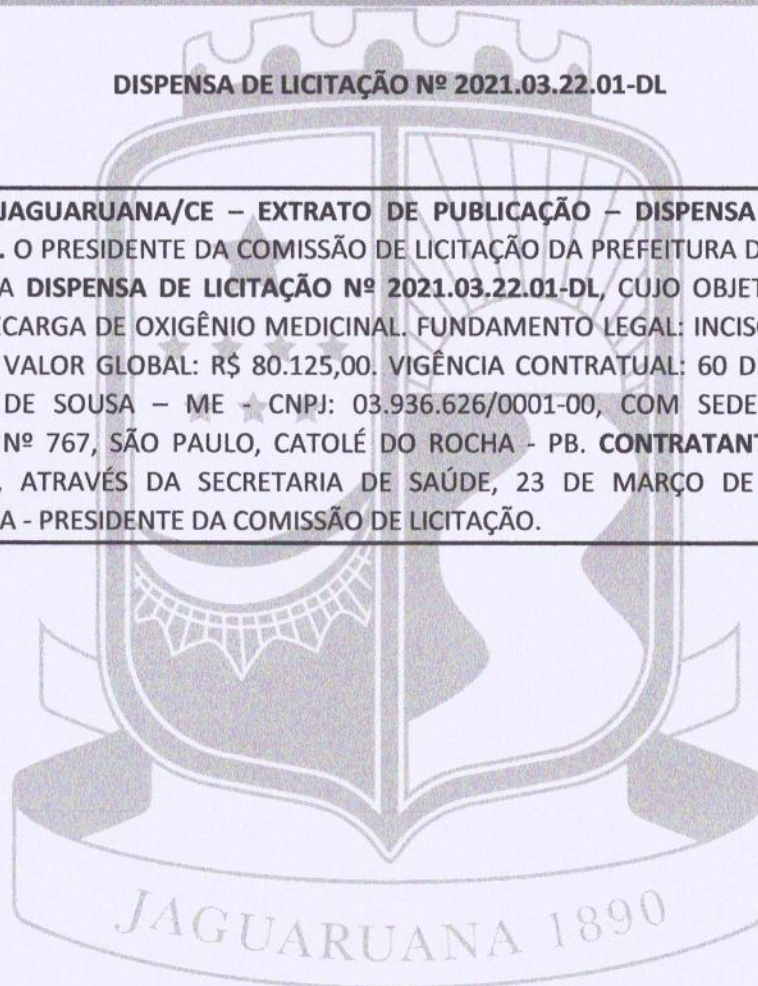 DISPENSA DE LICITAÇÃO Nº 2021.03.22.01-DL
JAGUARUANA/CE – EXTRATO DE PUBLICAÇÃO – DISPENSA
. O PRESIDENTE DA COMISSÃO DE LICITAÇÃO DA PREFEITURA D
A DISPENSA DE LICITAÇÃO Nº 2021.03.22.01-DL, CUJO OBJET
ECARGA DE OXIGÊNIO MEDICINAL. FUNDAMENTO LEGAL: INCIS
VALOR GLOBAL: R$ 80.125,00. VIGÊNCIA CONTRATUAL: 60 D
DE SOUSA – ME - CNPJ: 03.936.626/0001-00, COM SEDE
Nº 767, SÃO PAULO, CATOLÉ DO ROCHA - PB. CONTRATANT
, ATRAVÉS DA SECRETARIA DE SAÚDE, 23 DE MARÇO DE
A - PRESIDENTE DA COMISSÃO DE LICITAÇÃO.
JAGUARUANA 1890